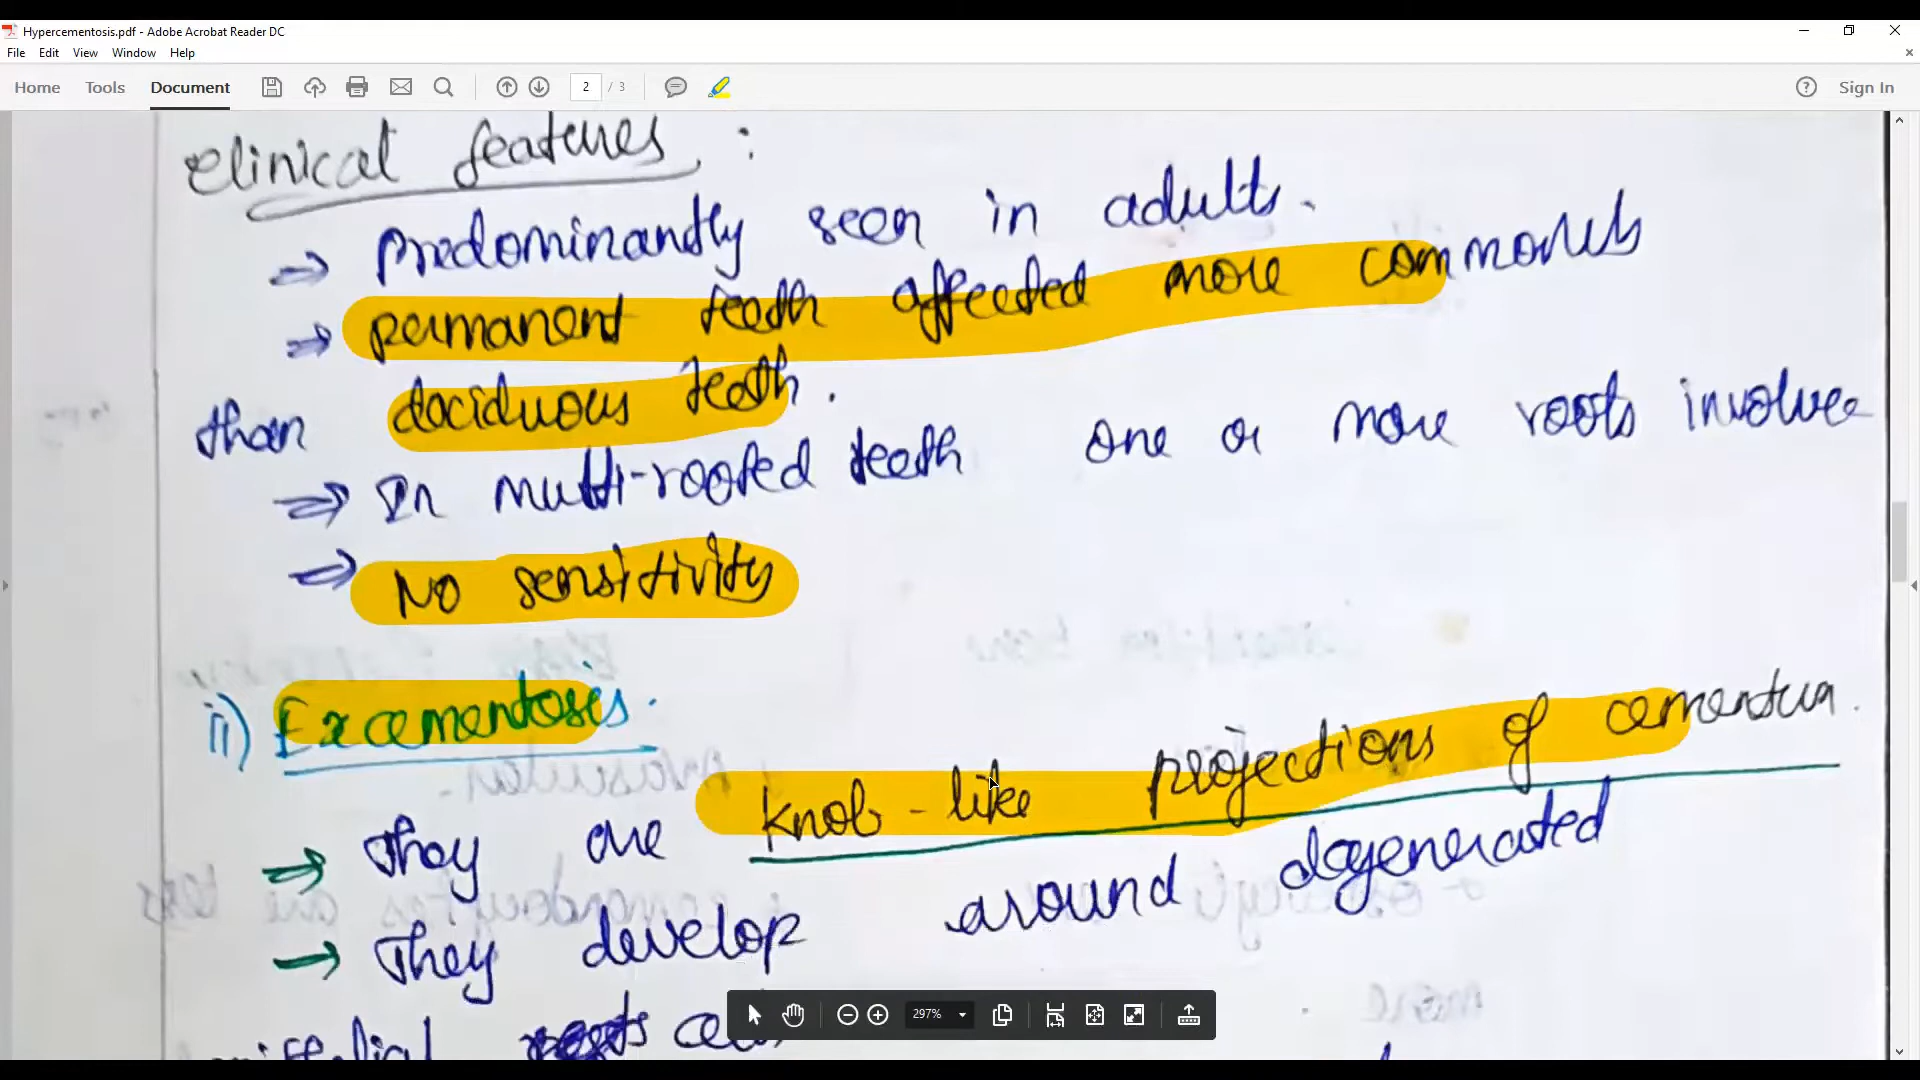 Hypercementosis.pdf - Adobe Acrobat Reader DC
File Edit View Window Help
Home Tools Document 2 / 3 Sign In
Clinical features :
⇒ Predominantly seen in adults.
⇒ permanent teeth affected more commonly
than deciduous teeth.
⇒ In multi-rooted teeth one or more roots involve
⇒ No sensitivity
ii) Excementosis.
→ They are knob-like projections of cementum.
→ They develop around degenerated
297%